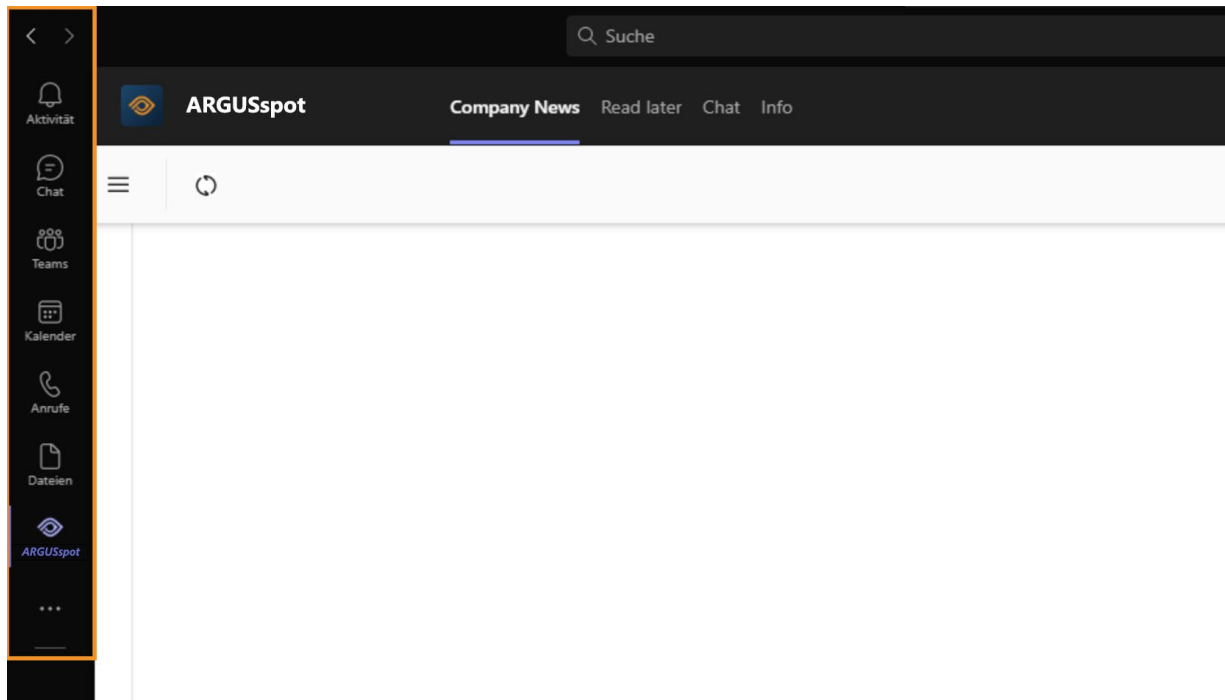 Suche
Aktivität
ARGUSspot
Company News Read later Chat Info
Chat
Teams
Kalender
Anrufe
Dateien
ARGUSspot